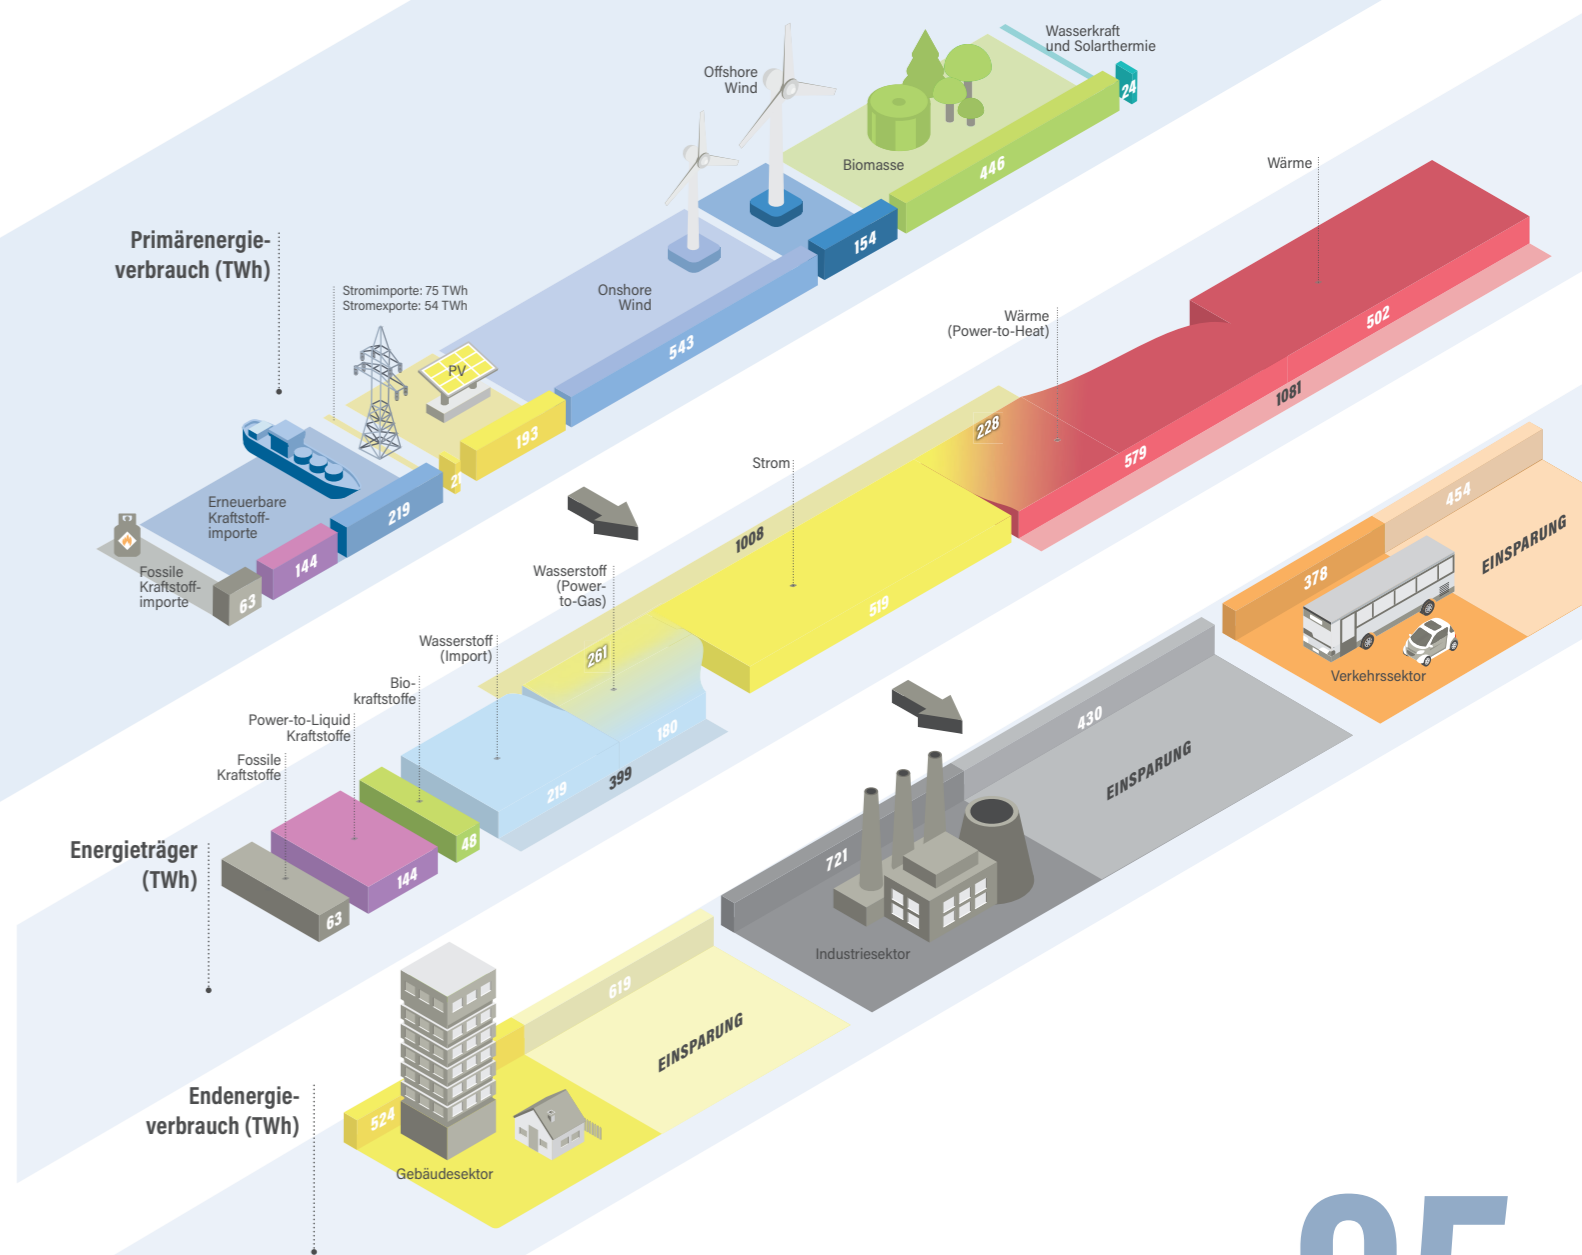 Wasserkraft
und Solarthermie
24
Offshore
Wind
Biomasse
446
154
Onshore
Wind
543
Primärenergie-
verbrauch (TWh)
Stromimporte: 75 TWh
Stromexporte: 54 TWh
PV
193
219
Erneuerbare
Kraftstoff-
importe
144
Fossile
Kraftstoff-
importe
63
Wärme
502
1081
579
Wärme
(Power-to-Heat)
228
Strom
1008
519
Wasserstoff
(Power-
to-Gas)
261
180
399
219
Wasserstoff
(Import)
Bio-
kraftstoffe
48
Power-to-Liquid
Kraftstoffe
144
Fossile
Kraftstoffe
63
Energieträger
(TWh)
454
EINSPARUNG
378
Verkehrssektor
430
EINSPARUNG
721
Industriesektor
619
EINSPARUNG
524
Gebäudesektor
Endenergie-
verbrauch (TWh)